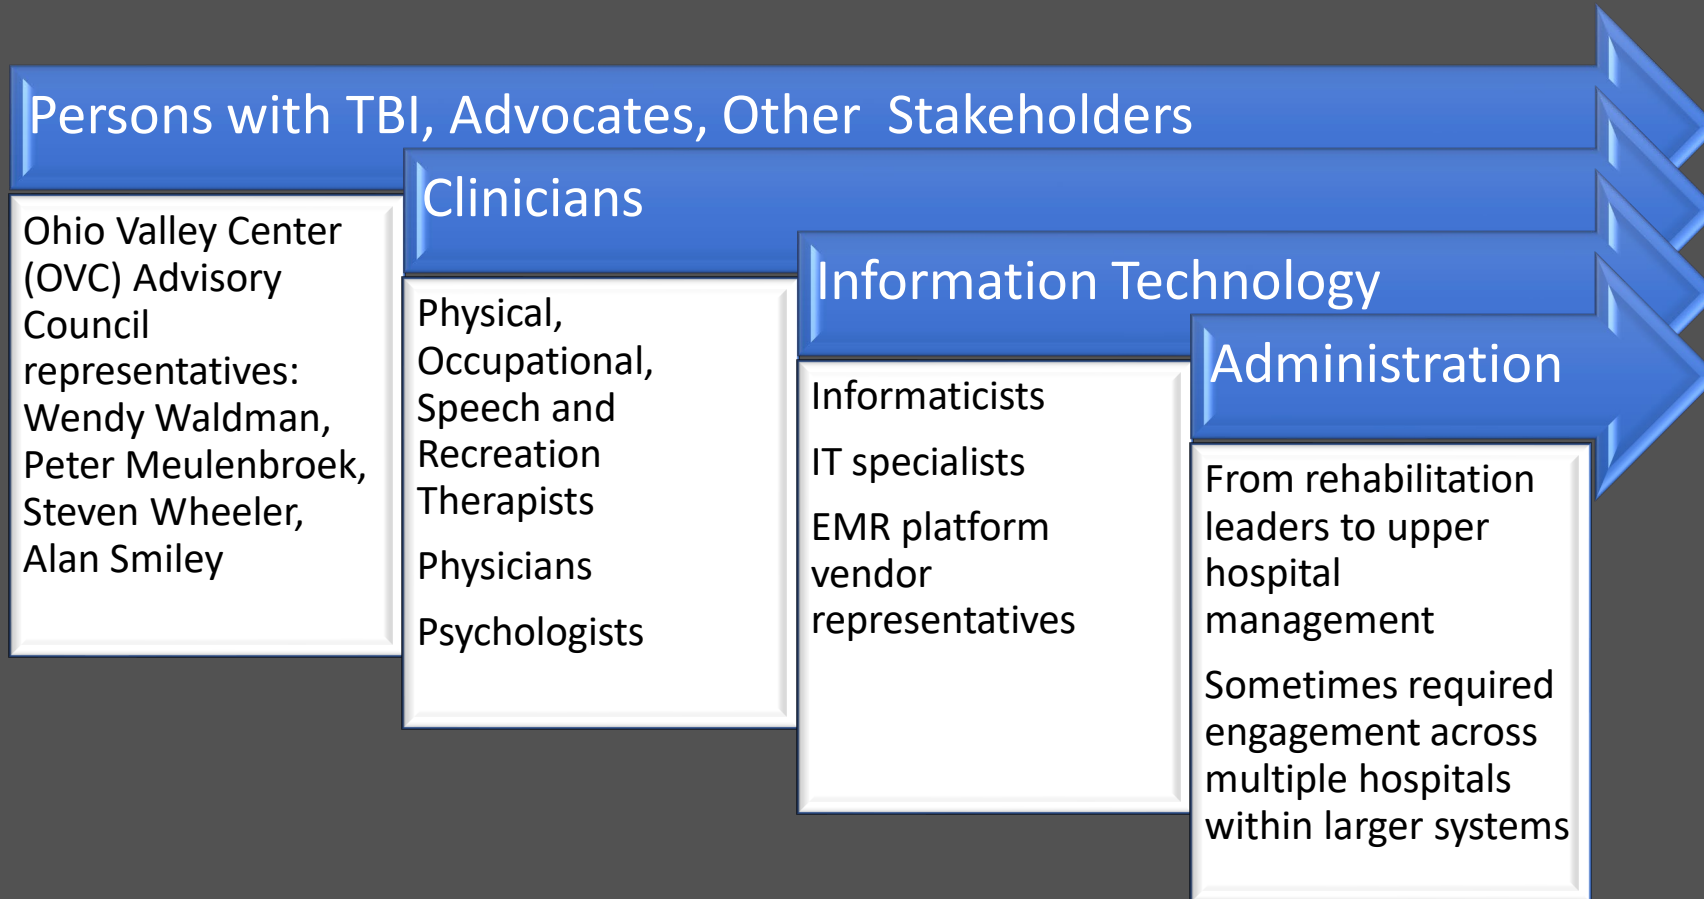 Persons with TBI, Advocates, Other Stakeholders
Ohio Valley Center
(OVC) Advisory
Council
representatives:
Wendy Waldman,
Peter Meulenbroek,
Steven Wheeler,
Alan Smiley
Clinicians
Physical,
Occupational,
Speech and
Recreation
Therapists
Physicians
Psychologists
Information Technology
Informaticists
IT specialists
EMR platform
vendor
representatives
Administration
From rehabilitation
leaders to upper
hospital
management
Sometimes required
engagement across
multiple hospitals
within larger systems